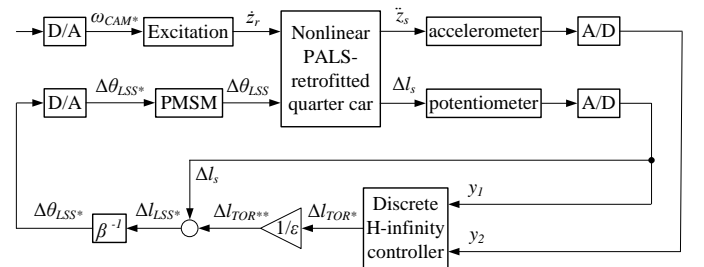 D/A
ω_CAM*
Excitation
ż_r
Nonlinear
PALS-
retrofitted
quarter car
z̈_s
accelerometer
A/D
D/A
Δθ_LSS*
PMSM
Δθ_LSS
Δl_s
potentiometer
A/D
Δl_s
Δθ_LSS*
β⁻¹
Δl_LSS*
Δl_TOR**
1/ε
Δl_TOR*
Discrete
H-infinity
controller
y_1
y_2